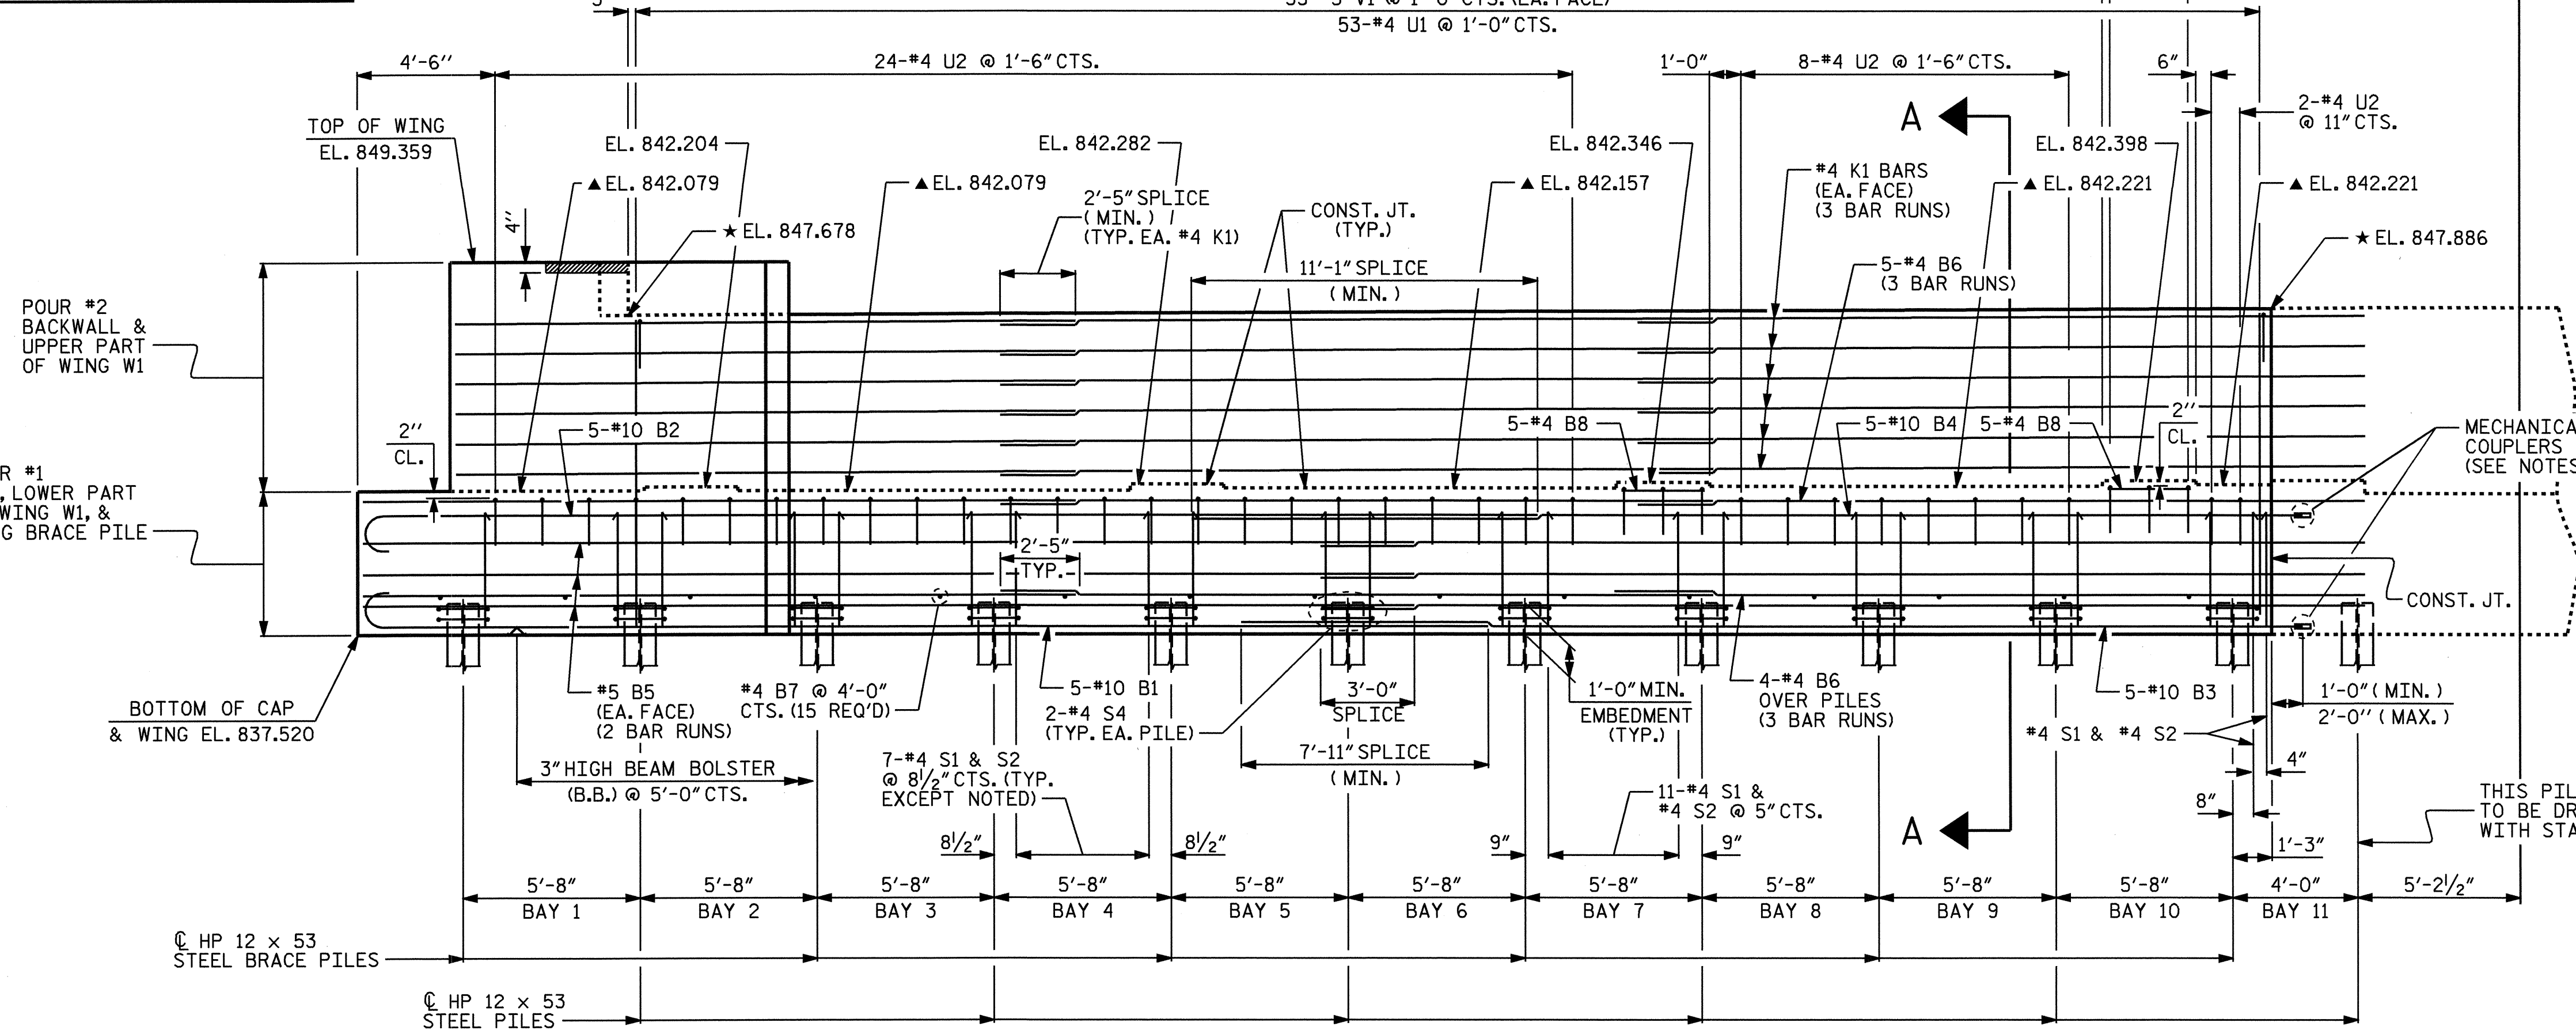 53-#4 U1 @ 1'-0" CTS.
4'-6"
24-#4 U2 @ 1'-6" CTS.
1'-0"
8-#4 U2 @ 1'-6" CTS.
6"
2-#4 U2
@ 11" CTS.
TOP OF WING
EL. 849.359
EL. 842.204
EL. 842.282
EL. 842.346
A
EL. 842.398
▲ EL. 842.079
▲ EL. 842.079
2'-5" SPLICE
(MIN.)
(TYP. EA. #4 K1)
CONST. JT.
(TYP.)
▲ EL. 842.157
#4 K1 BARS
(EA. FACE)
(3 BAR RUNS)
▲ EL. 842.221
▲ EL. 842.221
4"
★ EL. 847.678
★ EL. 847.886
11'-1" SPLICE
(MIN.)
5-#4 B6
(3 BAR RUNS)
POUR #2
BACKWALL &
UPPER PART
OF WING W1
2"
CL.
5-#10 B2
5-#4 B8
5-#10 B4
5-#4 B8
2"
CL.
MECHANICA
COUPLERS
(SEE NOTES
R #1
, LOWER PART
WING W1, &
G BRACE PILE
2'-5"
TYP.
CONST. JT.
BOTTOM OF CAP
& WING EL. 837.520
#5 B5
(EA. FACE)
(2 BAR RUNS)
#4 B7 @ 4'-0"
CTS. (15 REQ'D)
5-#10 B1
2-#4 S4
(TYP. EA. PILE)
3'-0"
SPLICE
1'-0" MIN.
EMBEDMENT
(TYP.)
4-#4 B6
OVER PILES
(3 BAR RUNS)
5-#10 B3
1'-0" (MIN.)
2'-0" (MAX.)
#4 S1 & #4 S2
3" HIGH BEAM BOLSTER
(B.B.) @ 5'-0" CTS.
7-#4 S1 & S2
@ 8½" CTS. (TYP.
EXCEPT NOTED)
7'-11" SPLICE
(MIN.)
11-#4 S1 &
#4 S2 @ 5" CTS.
4"
8"
A
THIS PIL
TO BE DR
WITH STA
8½"
8½"
9"
9"
1'-3"
5'-8"
5'-8"
5'-8"
5'-8"
5'-8"
5'-8"
5'-8"
5'-8"
5'-8"
5'-8"
4'-0"
5'-2½"
BAY 1
BAY 2
BAY 3
BAY 4
BAY 5
BAY 6
BAY 7
BAY 8
BAY 9
BAY 10
BAY 11
℄ HP 12 x 53
STEEL BRACE PILES
℄ HP 12 x 53
STEEL PILES